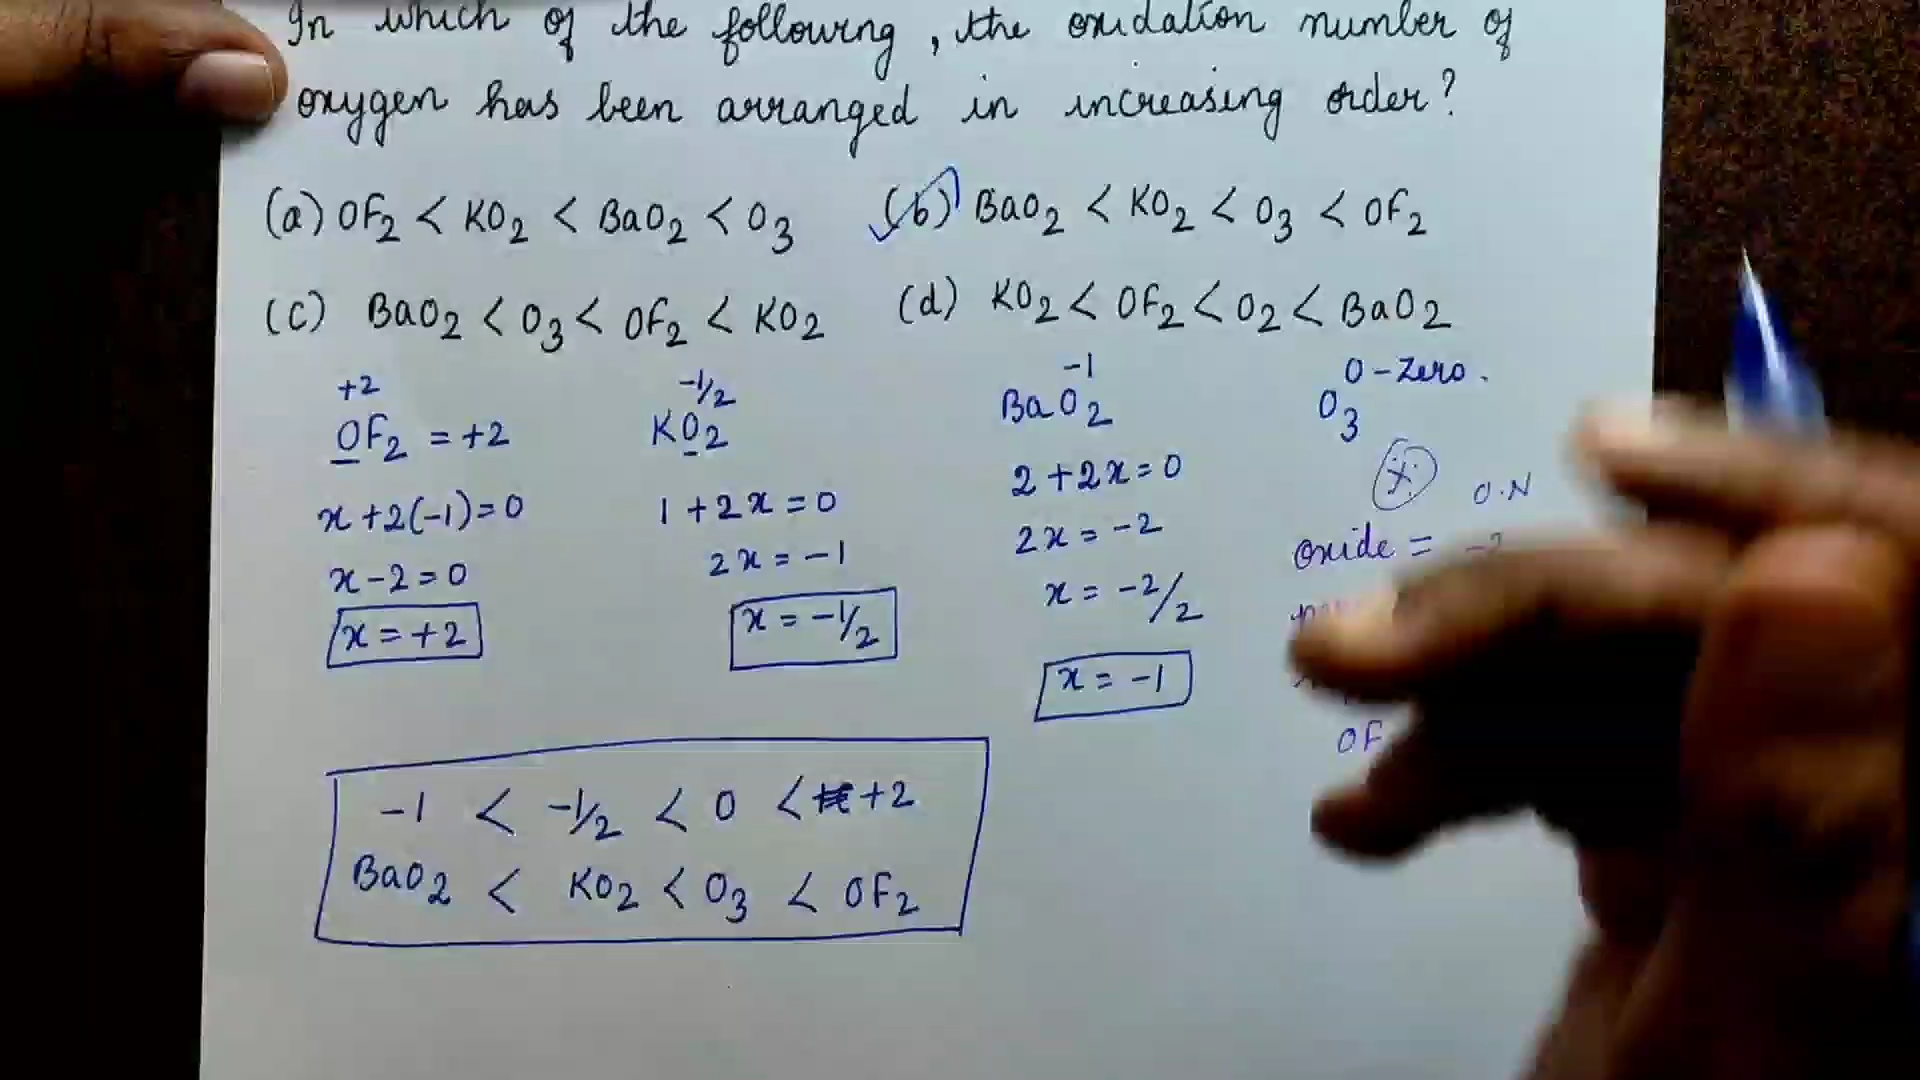 In which of the following, the oxidation number of
oxygen has been arranged in increasing order?
(a) OF2 < KO2 < BaO2 < O3 (b) BaO2 < KO2 < O3 < OF2
(c) BaO2 < O3 < OF2 < KO2 (d) KO2 < OF2 < O2 < BaO2
+2
OF2 = +2
x+2(-1)=0
x-2=0
x=+2
-1/2
KO2
1+2x=0
2x=-1
x=-1/2
-1
BaO2
2+2x=0
2x=-2
x=-2/2
x=-1
0-Zero.
O3
O.N
oxide =
OF
-1 < -1/2 < 0 < +2
BaO2 < KO2 < O3 < OF2